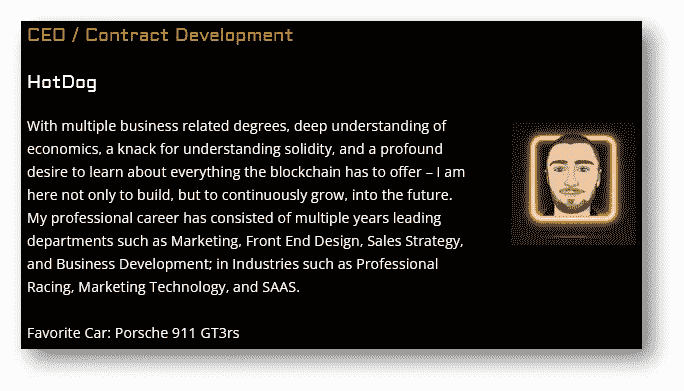 CEO / Contract Development
HotDog
With multiple business related degrees, deep understanding of
economics, a knack for understanding solidity, and a profound
desire to learn about everything the blockchain has to offer – I am
here not only to build, but to continuously grow, into the future.
My professional career has consisted of multiple years leading
departments such as Marketing, Front End Design, Sales Strategy,
and Business Development; in Industries such as Professional
Racing, Marketing Technology, and SAAS.
Favorite Car: Porsche 911 GT3rs